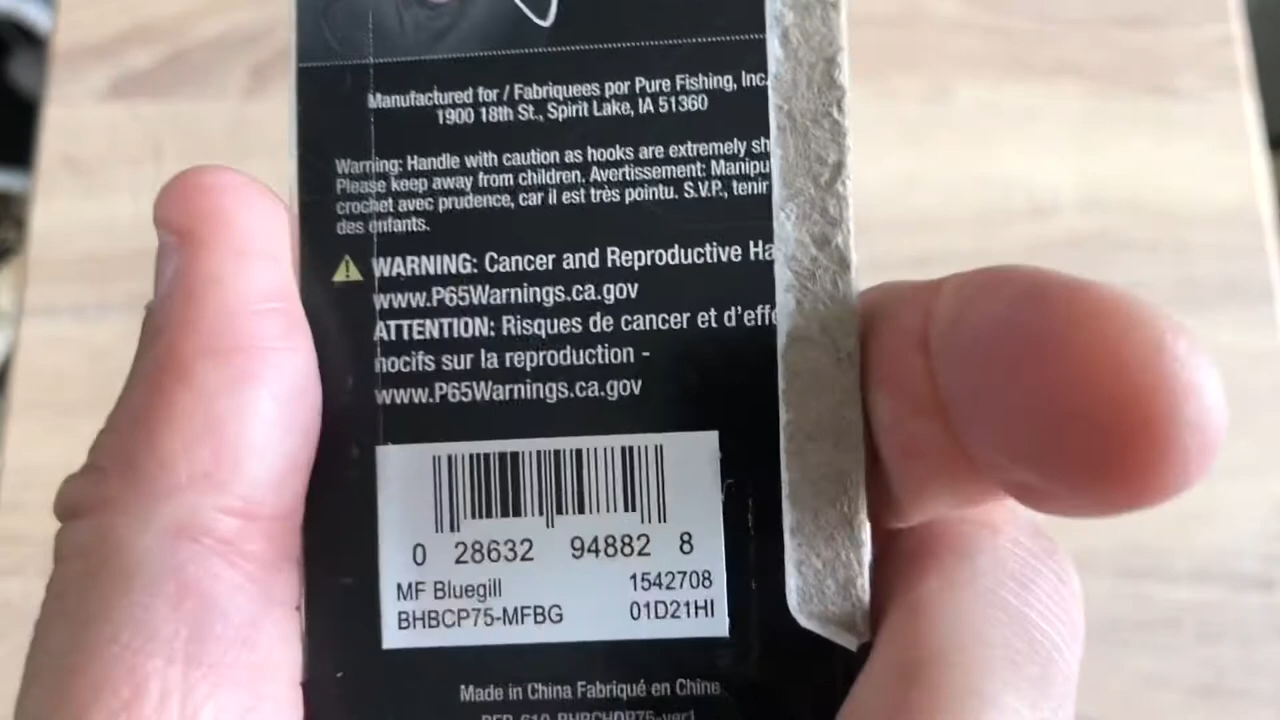 Manufactured for / Fabriquees por Pure Fishing, Inc.
1900 18th St., Spirit Lake, IA 51360
Warning: Handle with caution as hooks are extremely
Please keep away from children. Avertissement:
crochet avec prudence, car il est très pointu. S.V.P., tenir
des enfants.
WARNING: Cancer and Reproductive
www.P65Warnings.ca.gov
ATTENTION: Risques de cancer et
nocifs sur la reproduction -
www.P65Warnings.ca.gov
0 28632 94882 8
MF Bluegill 1542708
BHBCP75-MFBG 01D21HI
Made in China Fabriqué en Chine